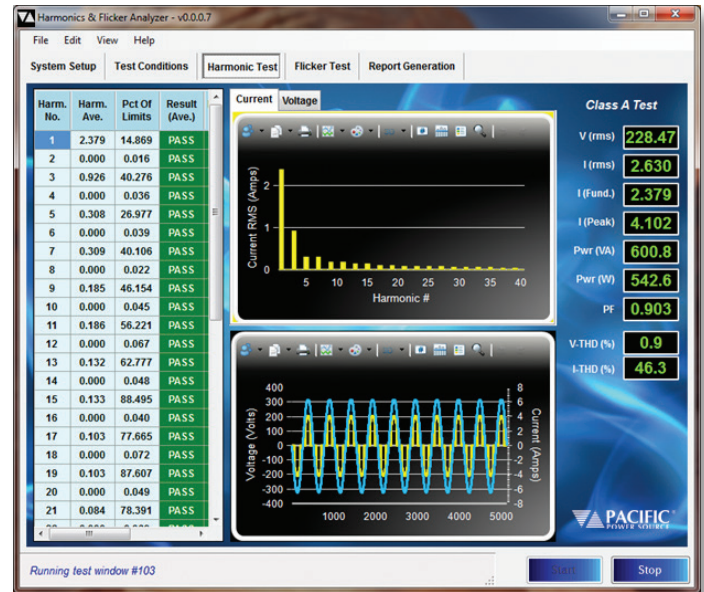 Harmonics & Flicker Analyzer - v0.0.0.7
File Edit View Help
System Setup Test Conditions Harmonic Test Flicker Test Report Generation
Harm. No. Harm. Ave. Pct Of Limits Result (Ave.)
1 2.379 14.869 PASS
2 0.000 0.016 PASS
3 0.926 40.276 PASS
4 0.000 0.036 PASS
5 0.308 26.977 PASS
6 0.000 0.039 PASS
7 0.309 40.106 PASS
8 0.000 0.022 PASS
9 0.185 46.154 PASS
10 0.000 0.045 PASS
11 0.186 56.221 PASS
12 0.000 0.067 PASS
13 0.132 62.777 PASS
14 0.000 0.048 PASS
15 0.133 88.495 PASS
16 0.000 0.040 PASS
17 0.103 77.665 PASS
18 0.000 0.072 PASS
19 0.103 87.607 PASS
20 0.000 0.049 PASS
21 0.084 78.391 PASS
Current Voltage
Current RMS (Amps)
2
1
0
5 10 15 20 25 30 35 40
Harmonic #
Voltage (Volts)
400
300
200
100
0
-100
-200
-300
-400
1000 2000 3000 4000 5000
8
6
4
2
0
-2
-4
-6
-8
Current (Amps)
Class A Test
V (rms) 228.47
I (rms) 2.630
I (Fund.) 2.379
I (Peak) 4.102
Pwr (VA) 600.8
Pwr (W) 542.6
PF 0.903
V-THD (%) 0.9
I-THD (%) 46.3
PACIFIC
POWER SOURCE
Running test window #103
Start Stop